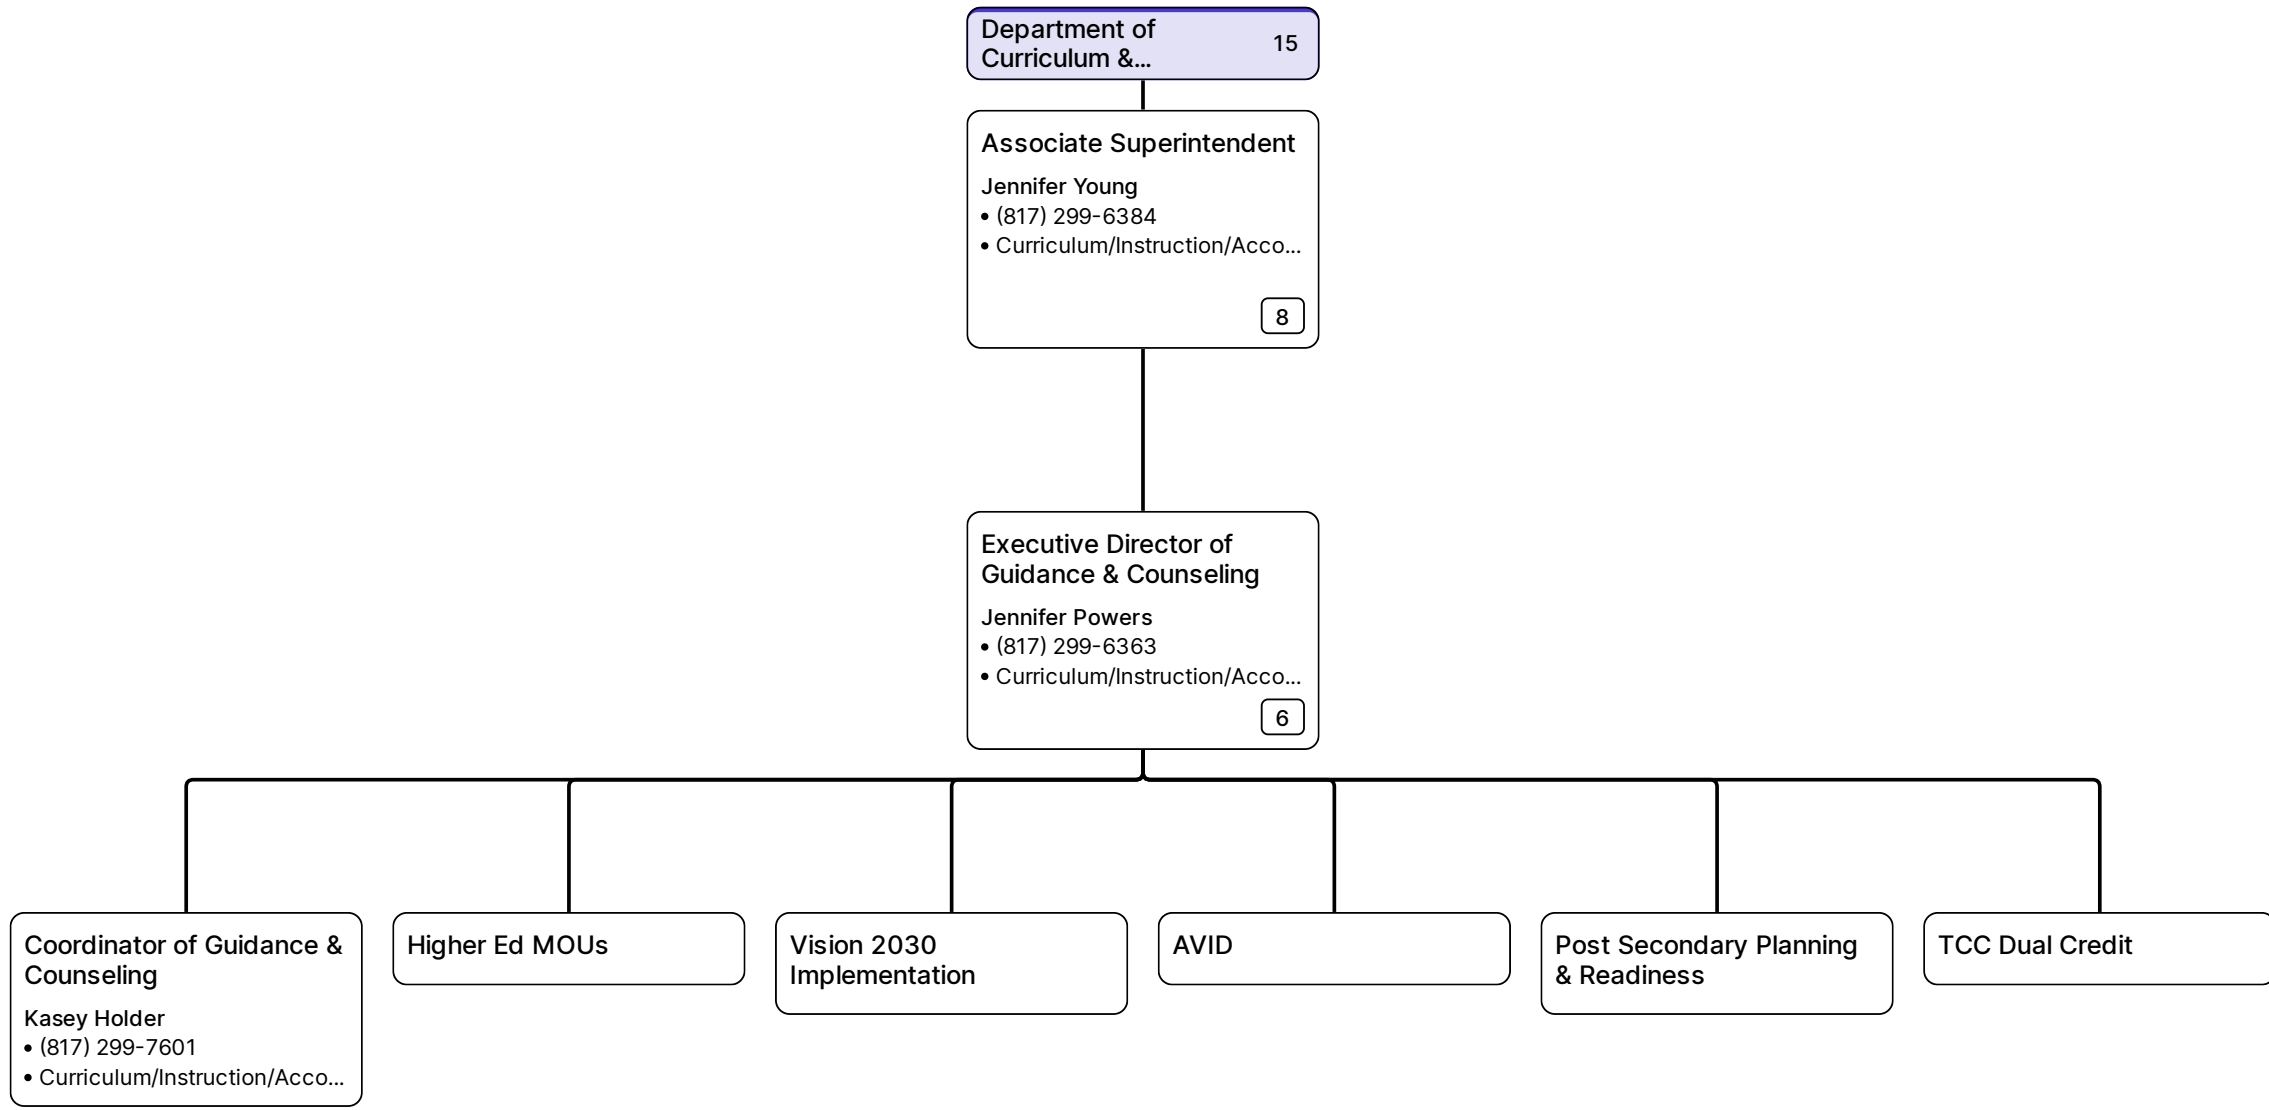 Department of
Curriculum &...
15
Associate Superintendent
Jennifer Young
• (817) 299-6384
• Curriculum/Instruction/Acco...
8
Executive Director of
Guidance & Counseling
Jennifer Powers
• (817) 299-6363
• Curriculum/Instruction/Acco...
6
Coordinator of Guidance &
Counseling
Kasey Holder
• (817) 299-7601
• Curriculum/Instruction/Acco...
Higher Ed MOUs
Vision 2030
Implementation
AVID
Post Secondary Planning
& Readiness
TCC Dual Credit